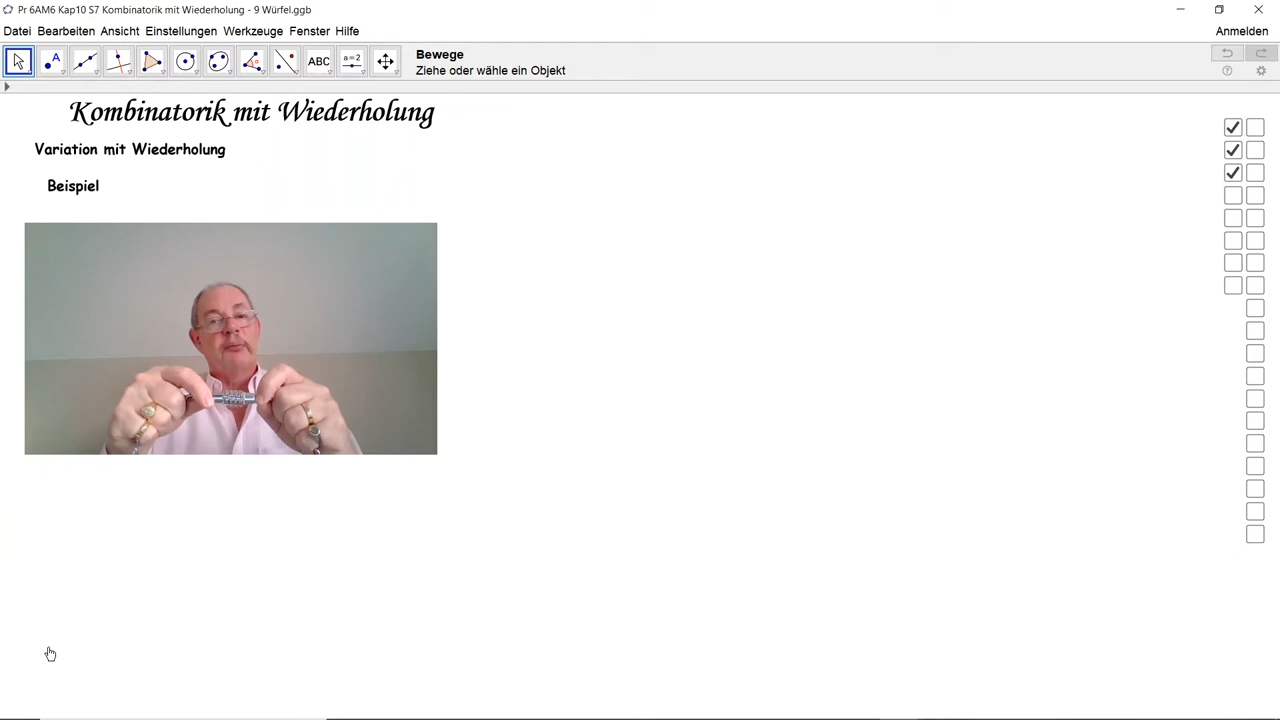 Pr 6AM6 Kap10 S7 Kombinatorik mit Wiederholung - 9 Würfel.ggb
Datei Bearbeiten Ansicht Einstellungen Werkzeuge Fenster Hilfe
Anmelden
A
ABC
a=2
Bewege
Ziehe oder wähle ein Objekt
Kombinatorik mit Wiederholung
Variation mit Wiederholung
Beispiel